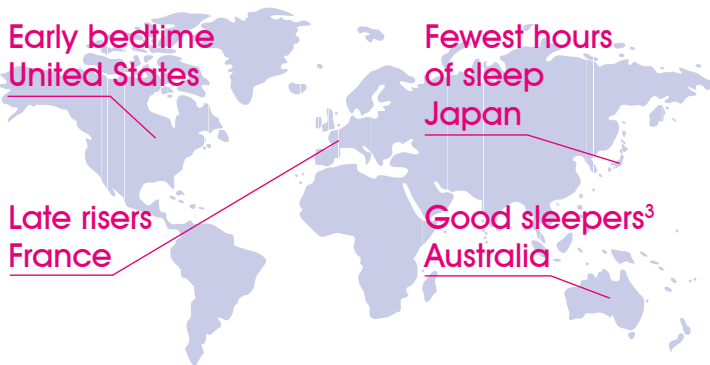 Early bedtime
United States
Fewest hours
of sleep
Japan
Late risers
France
Good sleepers³
Australia